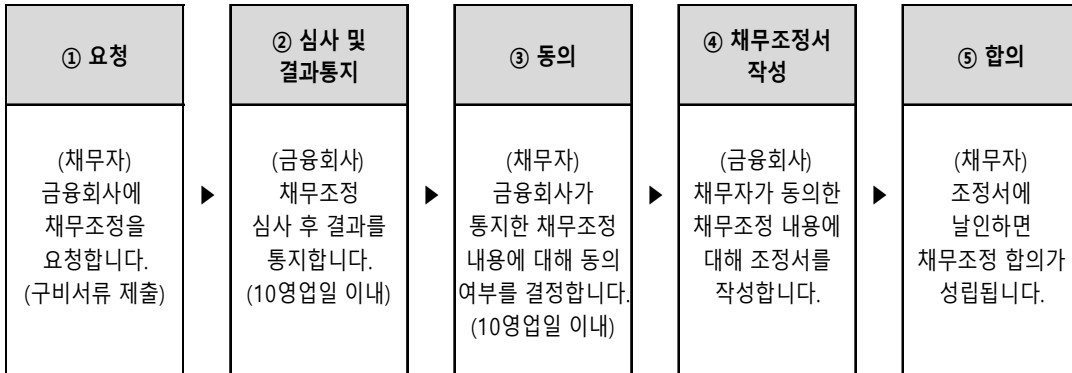 ① 요청
(채무자)
금융회사에
채무조정을
요청합니다.
(구비서류 제출)
▶
② 심사 및
결과통지
(금융회사)
채무조정
심사 후 결과를
통지합니다.
(10영업일 이내)
▶
③ 동의
(채무자)
금융회사가
통지한 채무조정
내용에 대해 동의
여부를 결정합니다.
(10영업일 이내)
▶
④ 채무조정서
작성
(금융회사)
채무자가 동의한
채무조정 내용에
대해 조정서를
작성합니다.
▶
⑤ 합의
(채무자)
조정서에
날인하면
채무조정 합의가
성립됩니다.